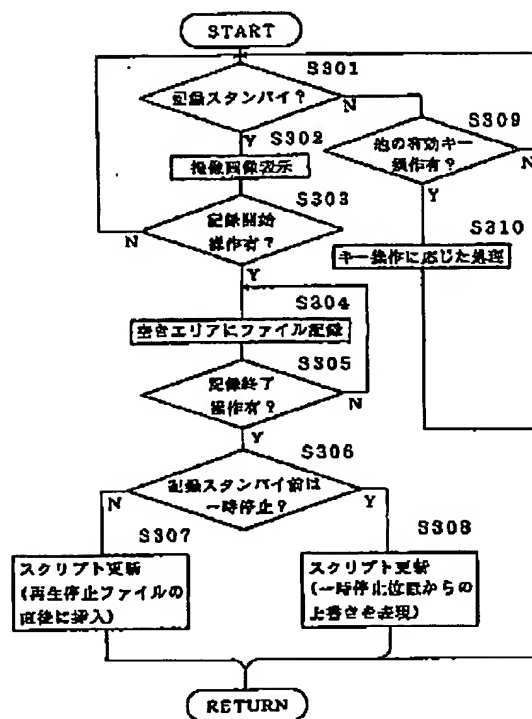 START
S301
記録スタンバイ?
N
S309
Y
S302
他の有効キー
操作有?
N
撮像画像表示
Y
S303
記録開始
操作有?
N
S310
キー操作に応じた処理
Y
S304
空きエリアにファイル記録
S305
記録終了
操作有?
N
Y
S306
記録スタンバイ前は
一時停止?
N
Y
S307
S308
スクリプト更新
(再生停止ファイルの
直後に挿入)
スクリプト更新
(一時停止位置からの
上書きを表現)
RETURN